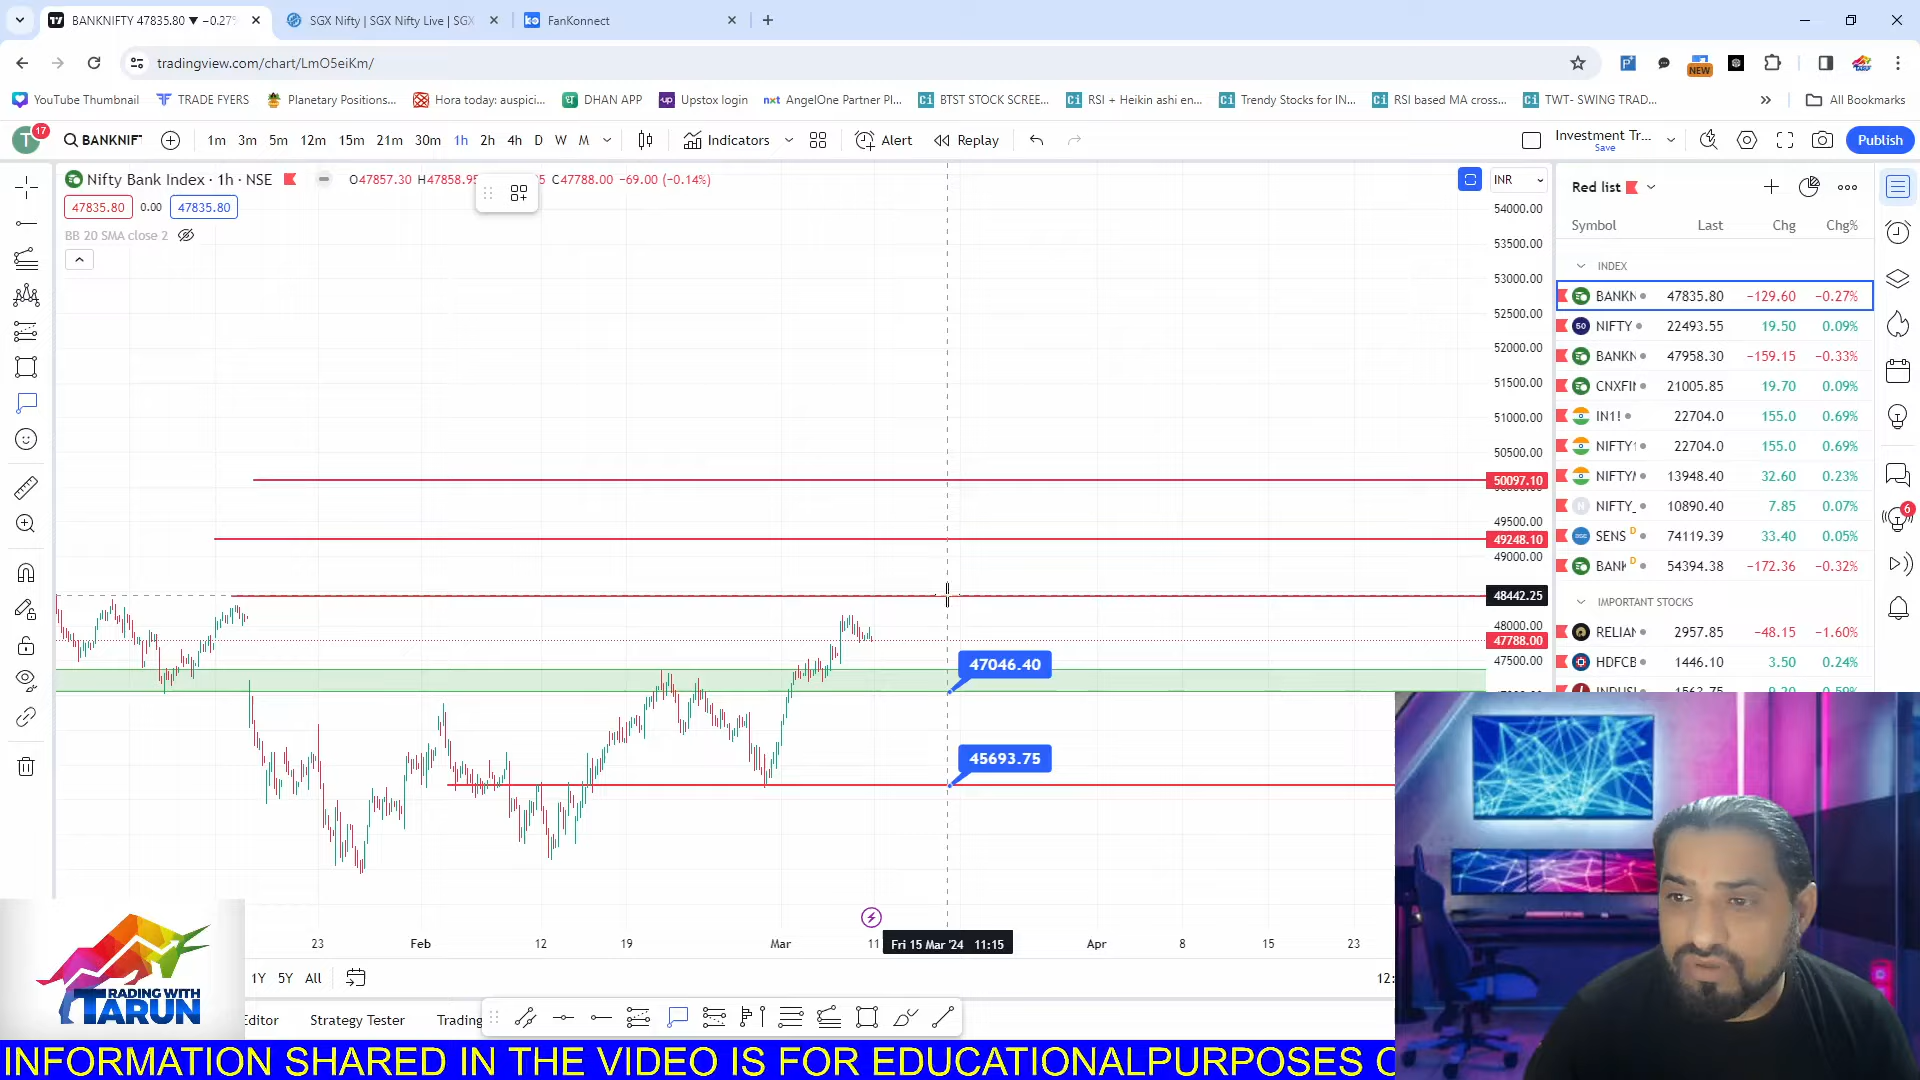 BANKNIFTY 47835.80 ▼ −0.27%
SGX Nifty | SGX Nifty Live | SGX
FanKonnect
tradingview.com/chart/LmO5eiKm/
NEW
YouTube Thumbnail
TRADE FYERS
Planetary Positions...
Hora today: auspici...
DHAN APP
Upstox login
AngelOne Partner Pl...
BTST STOCK SCREE...
RSI + Heikin ashi en...
Trendy Stocks for IN...
RSI based MA cross...
TWT- SWING TRAD...
All Bookmarks
T 17
BANKNIF
1m 3m 5m 12m 15m 21m 30m 1h 2h 4h D W M
Indicators
Alert
Replay
Investment Tr...
Save
Publish
Nifty Bank Index · 1h · NSE
O47857.30 H47858.95 C47788.00 −69.00 (−0.14%)
47835.80 0.00 47835.80
BB 20 SMA close 2
INR
54000.00
53500.00
53000.00
52500.00
52000.00
51500.00
51000.00
50500.00
50097.10
49500.00
49248.10
49000.00
48442.25
48000.00
47788.00
47500.00
47046.40
45693.75
23 Feb 12 19 Mar 11 Fri 15 Mar '24 11:15 Apr 8 15 23
1Y 5Y All
12:
Editor
Strategy Tester
Trading
Red list
Symbol Last Chg Chg%
INDEX
BANKN 47835.80 −129.60 −0.27%
NIFTY 22493.55 19.50 0.09%
BANKN 47958.30 −159.15 −0.33%
CNXFI 21005.85 19.70 0.09%
IN1! 22704.0 155.0 0.69%
NIFTY 22704.0 155.0 0.69%
NIFTY 13948.40 32.60 0.23%
NIFTY_ 10890.40 7.85 0.07%
SENS D 74119.39 33.40 0.05%
BANK D 54394.38 −172.36 −0.32%
IMPORTANT STOCKS
RELIAN 2957.85 −48.15 −1.60%
HDFCB 1446.10 3.50 0.24%
6
TRADING WITH
TARUN
INFORMATION SHARED IN THE VIDEO IS FOR EDUCATIONALPURPOSES